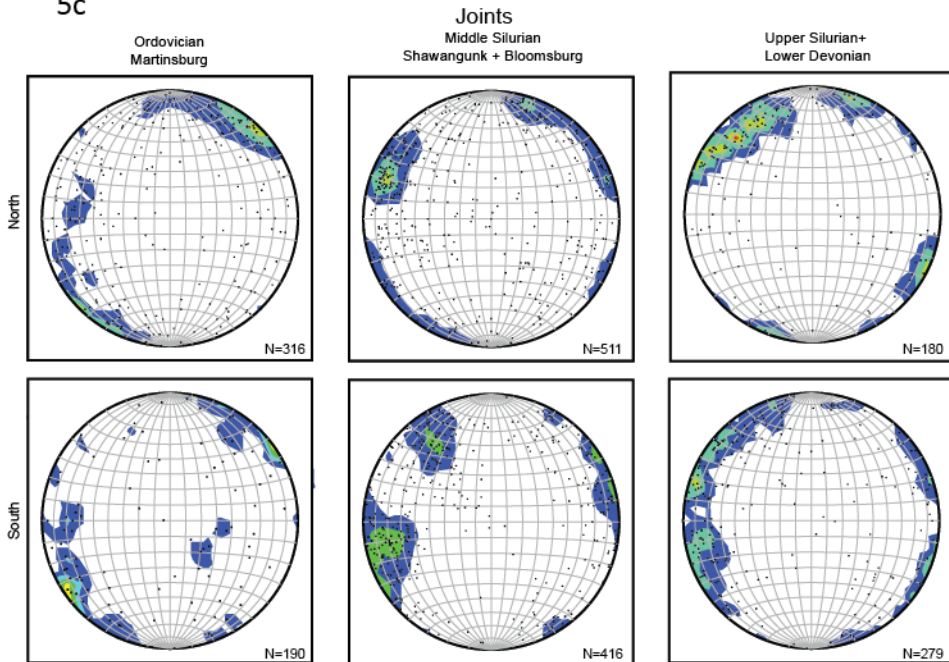 5c
Joints
Ordovician
Martinsburg
Middle Silurian
Shawangunk + Bloomsburg
Upper Silurian+
Lower Devonian
North
N=316
N=511
N=180
South
N=190
N=416
N=279